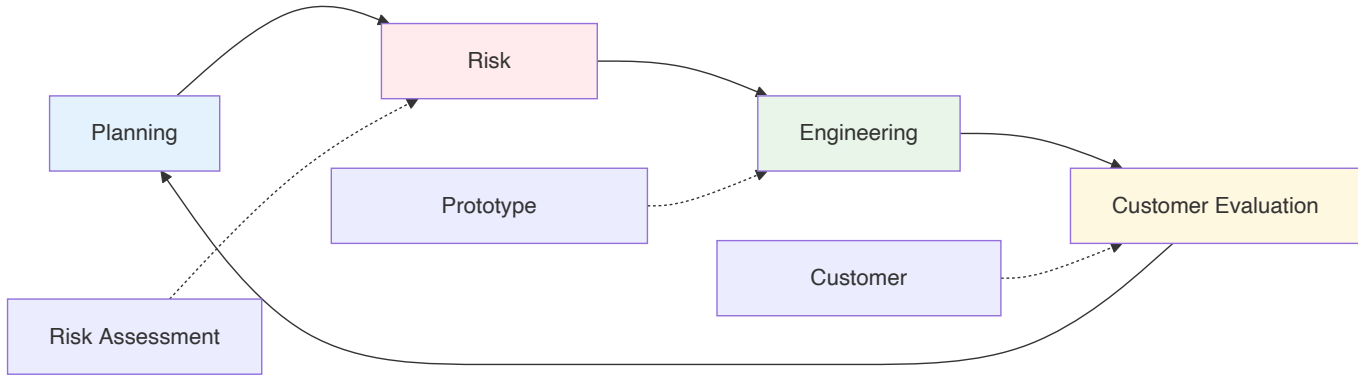 Risk
Planning
Engineering
Prototype
Customer Evaluation
Customer
Risk Assessment